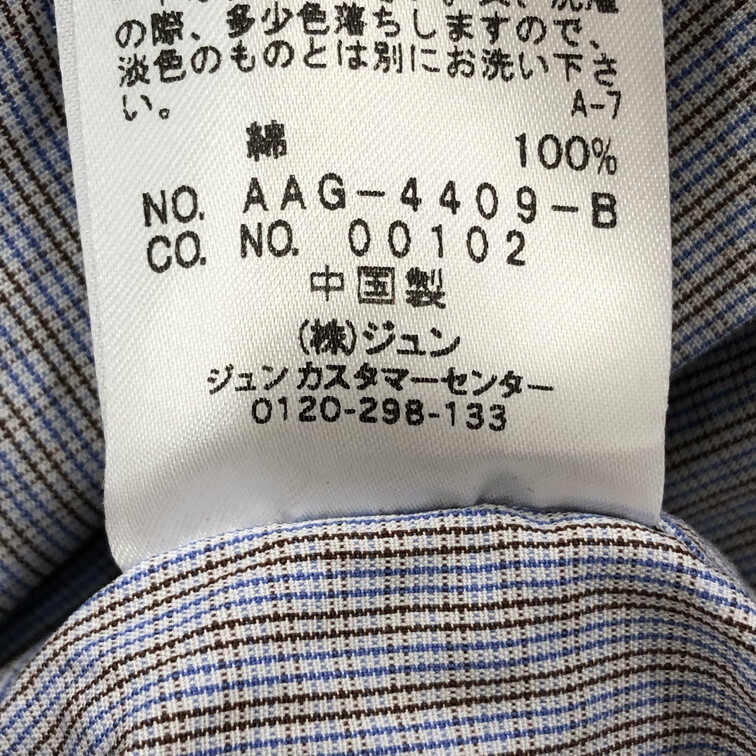 の際、多少色落ちしますので、
淡色のものとは別にお洗い下さ
い。 A-7
綿 100%
NO. AAG-4409-B
CO. NO. 00102
中国製
(株)ジュン
ジュンカスタマーセンター
0120-298-133